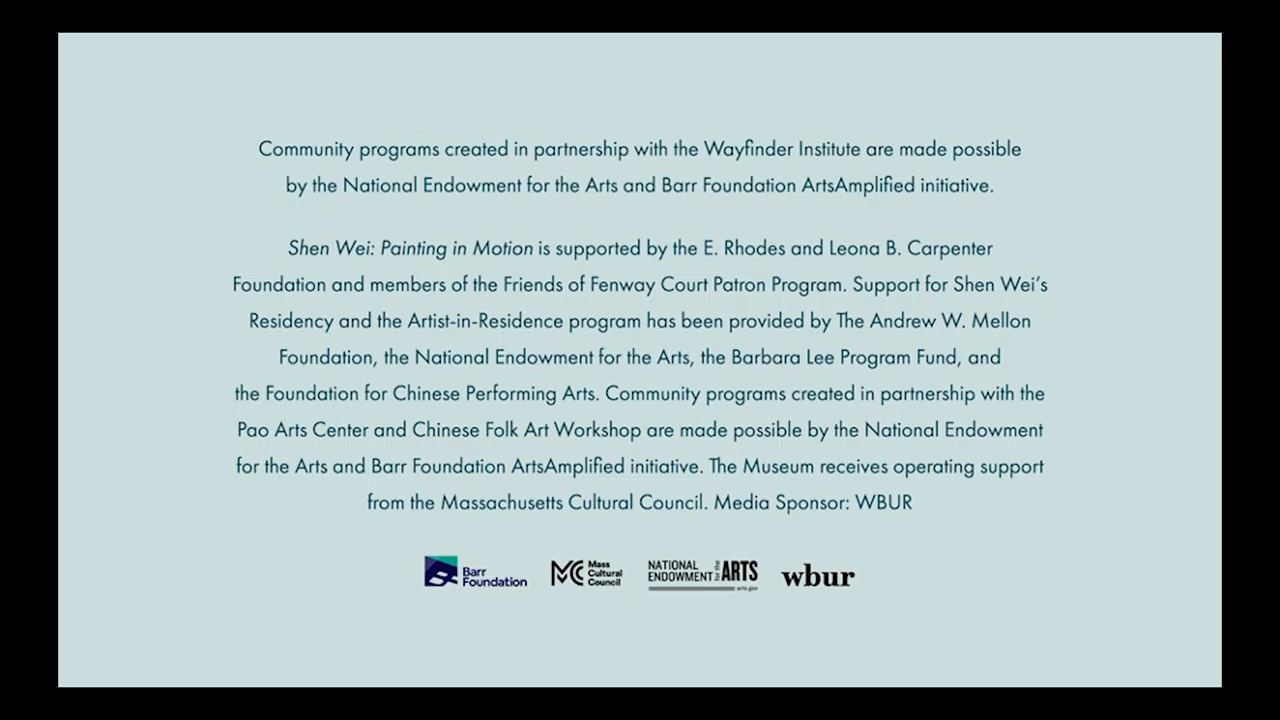 Community programs created in partnership with the Wayfinder Institute are made possible
by the National Endowment for the Arts and Barr Foundation ArtsAmplified initiative.
Shen Wei: Painting in Motion is supported by the E. Rhodes and Leona B. Carpenter
Foundation and members of the Friends of Fenway Court Patron Program. Support for Shen Wei’s
Residency and the Artist-in-Residence program has been provided by The Andrew W. Mellon
Foundation, the National Endowment for the Arts, the Barbara Lee Program Fund, and
the Foundation for Chinese Performing Arts. Community programs created in partnership with the
Pao Arts Center and Chinese Folk Art Workshop are made possible by the National Endowment
for the Arts and Barr Foundation ArtsAmplified initiative. The Museum receives operating support
from the Massachusetts Cultural Council. Media Sponsor: WBUR
Barr
Foundation
MCC
Mass
Cultural
Council
NATIONAL
ENDOWMENT for the ARTS
arts.gov
wbur